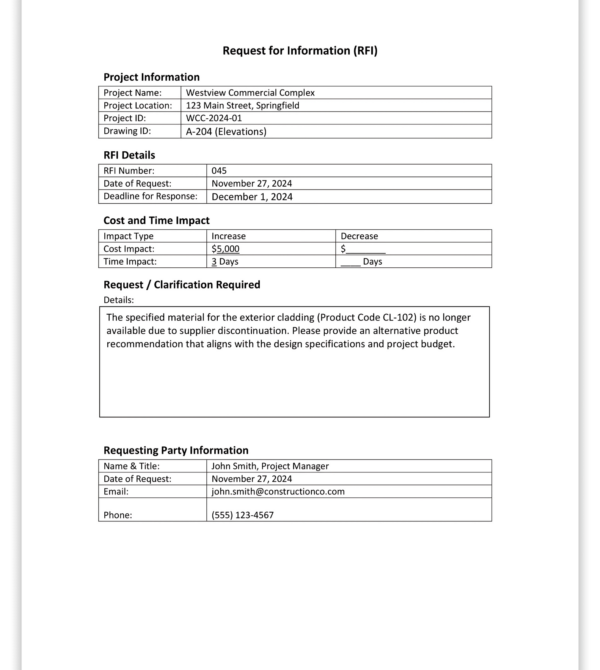 Request for Information (RFI)
Project Information
Project Name: Westview Commercial Complex
Project Location: 123 Main Street, Springfield
Project ID: WCC-2024-01
Drawing ID: A-204 (Elevations)
RFI Details
RFI Number: 045
Date of Request: November 27, 2024
Deadline for Response: December 1, 2024
Cost and Time Impact
Impact Type Increase Decrease
Cost Impact: $5,000 $________
Time Impact: 3 Days ____ Days
Request / Clarification Required
Details:
The specified material for the exterior cladding (Product Code CL-102) is no longer
available due to supplier discontinuation. Please provide an alternative product
recommendation that aligns with the design specifications and project budget.
Requesting Party Information
Name & Title: John Smith, Project Manager
Date of Request: November 27, 2024
Email: john.smith@constructionco.com
Phone: (555) 123-4567